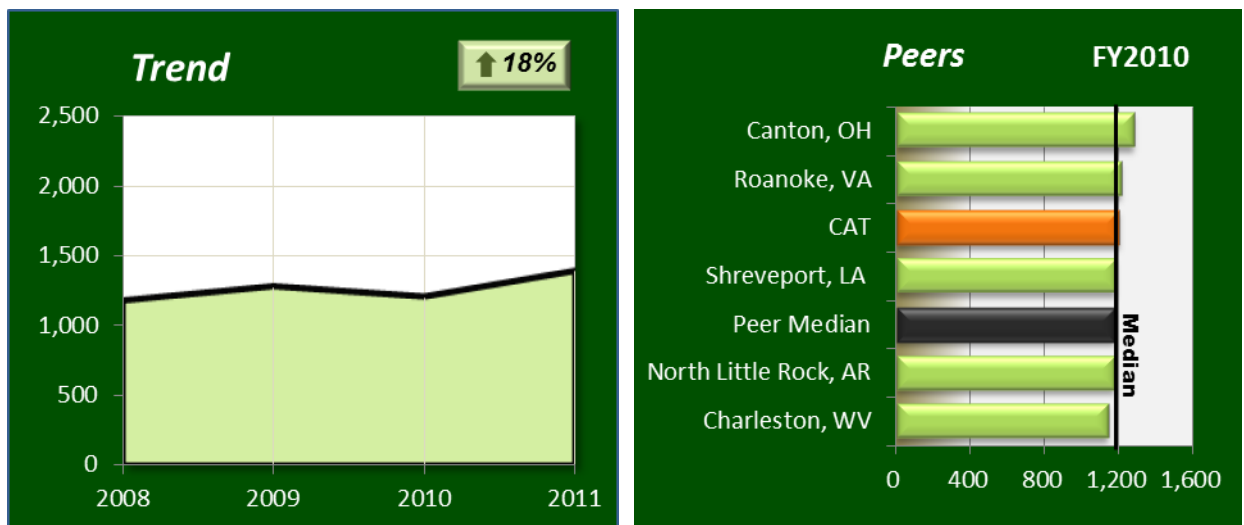 Trend
18%
2,500
2,000
1,500
1,000
500
0
2008 2009 2010 2011
Peers FY2010
Canton, OH
Roanoke, VA
CAT
Shreveport, LA
Peer Median
North Little Rock, AR
Charleston, WV
Median
0 400 800 1,200 1,600